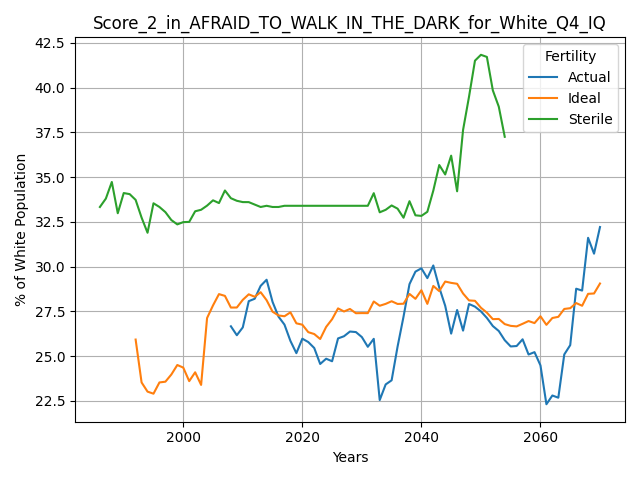 Score_2_in_AFRAID_TO_WALK_IN_THE_DARK_for_White_Q4_IQ
42.5
40.0
37.5
35.0
32.5
30.0
27.5
25.0
22.5
% of White Population
Fertility
Actual
Ideal
Sterile
2000
2020
2040
2060
Years